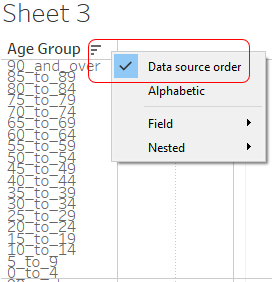 Sheet 3
Age Group
90_and_over
85_to_89
80_to_84
75_to_79
70_to_74
65_to_69
60_to_64
55_to_59
50_to_54
45_to_49
40_to_44
35_to_39
30_to_34
25_to_29
20_to_24
15_to_19
10_to_14
5_to_9
0_to_4
Data source order
Alphabetic
Field
Nested